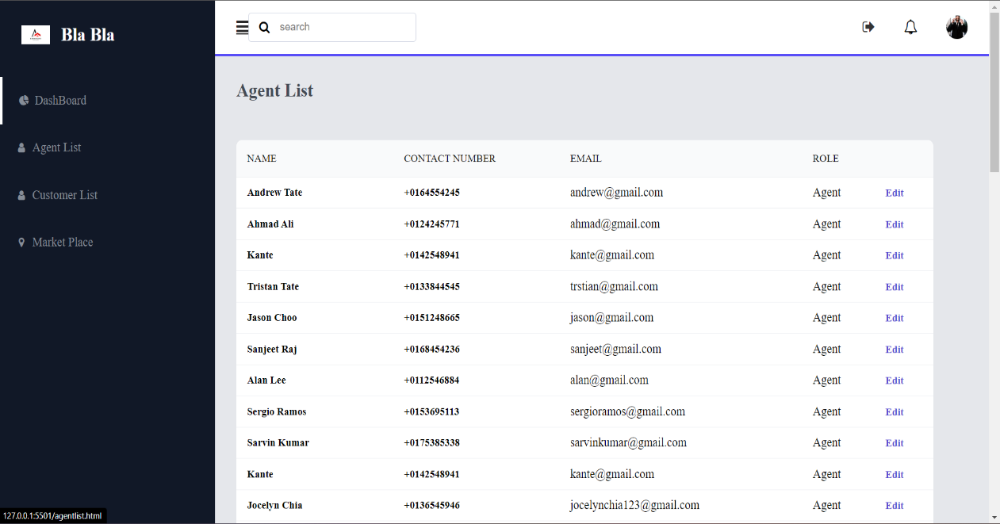 Bla Bla
search
DashBoard
Agent List
Customer List
Market Place
Agent List
NAME CONTACT NUMBER EMAIL ROLE
Andrew Tate +0164554245 andrew@gmail.com Agent Edit
Ahmad Ali +0124245771 ahmad@gmail.com Agent Edit
Kante +0142548941 kante@gmail.com Agent Edit
Tristan Tate +0133844545 trstian@gmail.com Agent Edit
Jason Choo +0151248665 jason@gmail.com Agent Edit
Sanjeet Raj +0168454236 sanjeet@gmail.com Agent Edit
Alan Lee +0112546884 alan@gmail.com Agent Edit
Sergio Ramos +0153695113 sergioramos@gmail.com Agent Edit
Sarvin Kumar +0175385338 sarvinkumar@gmail.com Agent Edit
Kante +0142548941 kante@gmail.com Agent Edit
Jocelyn Chia +0136545946 jocelynchia123@gmail.com Agent Edit
127.0.0.1:5501/agentlist.html